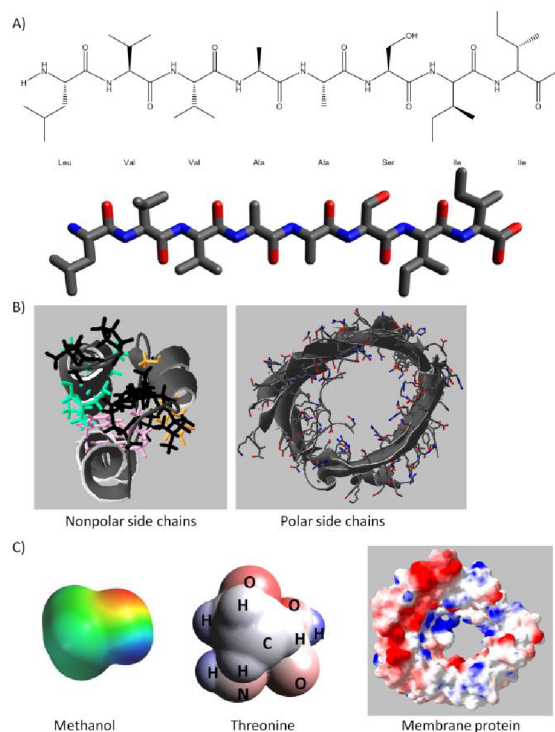 A)
OH
O O O O
H H H H
N N N N
H N N N N
H H H H
O O O O
Leu Val Val Ala Ala Ser Ile Ile
B)
Nonpolar side chains
Polar side chains
C)
O
H O
H H H
C
H H
N O
Methanol
Threonine
Membrane protein